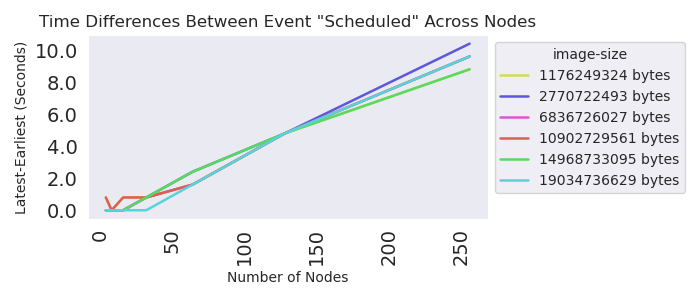 Time Differences Between Event "Scheduled" Across Nodes
Latest-Earliest (Seconds)
10.0
8.0
6.0
4.0
2.0
0.0
0
50
100
150
200
250
Number of Nodes
image-size
1176249324 bytes
2770722493 bytes
6836726027 bytes
10902729561 bytes
14968733095 bytes
19034736629 bytes